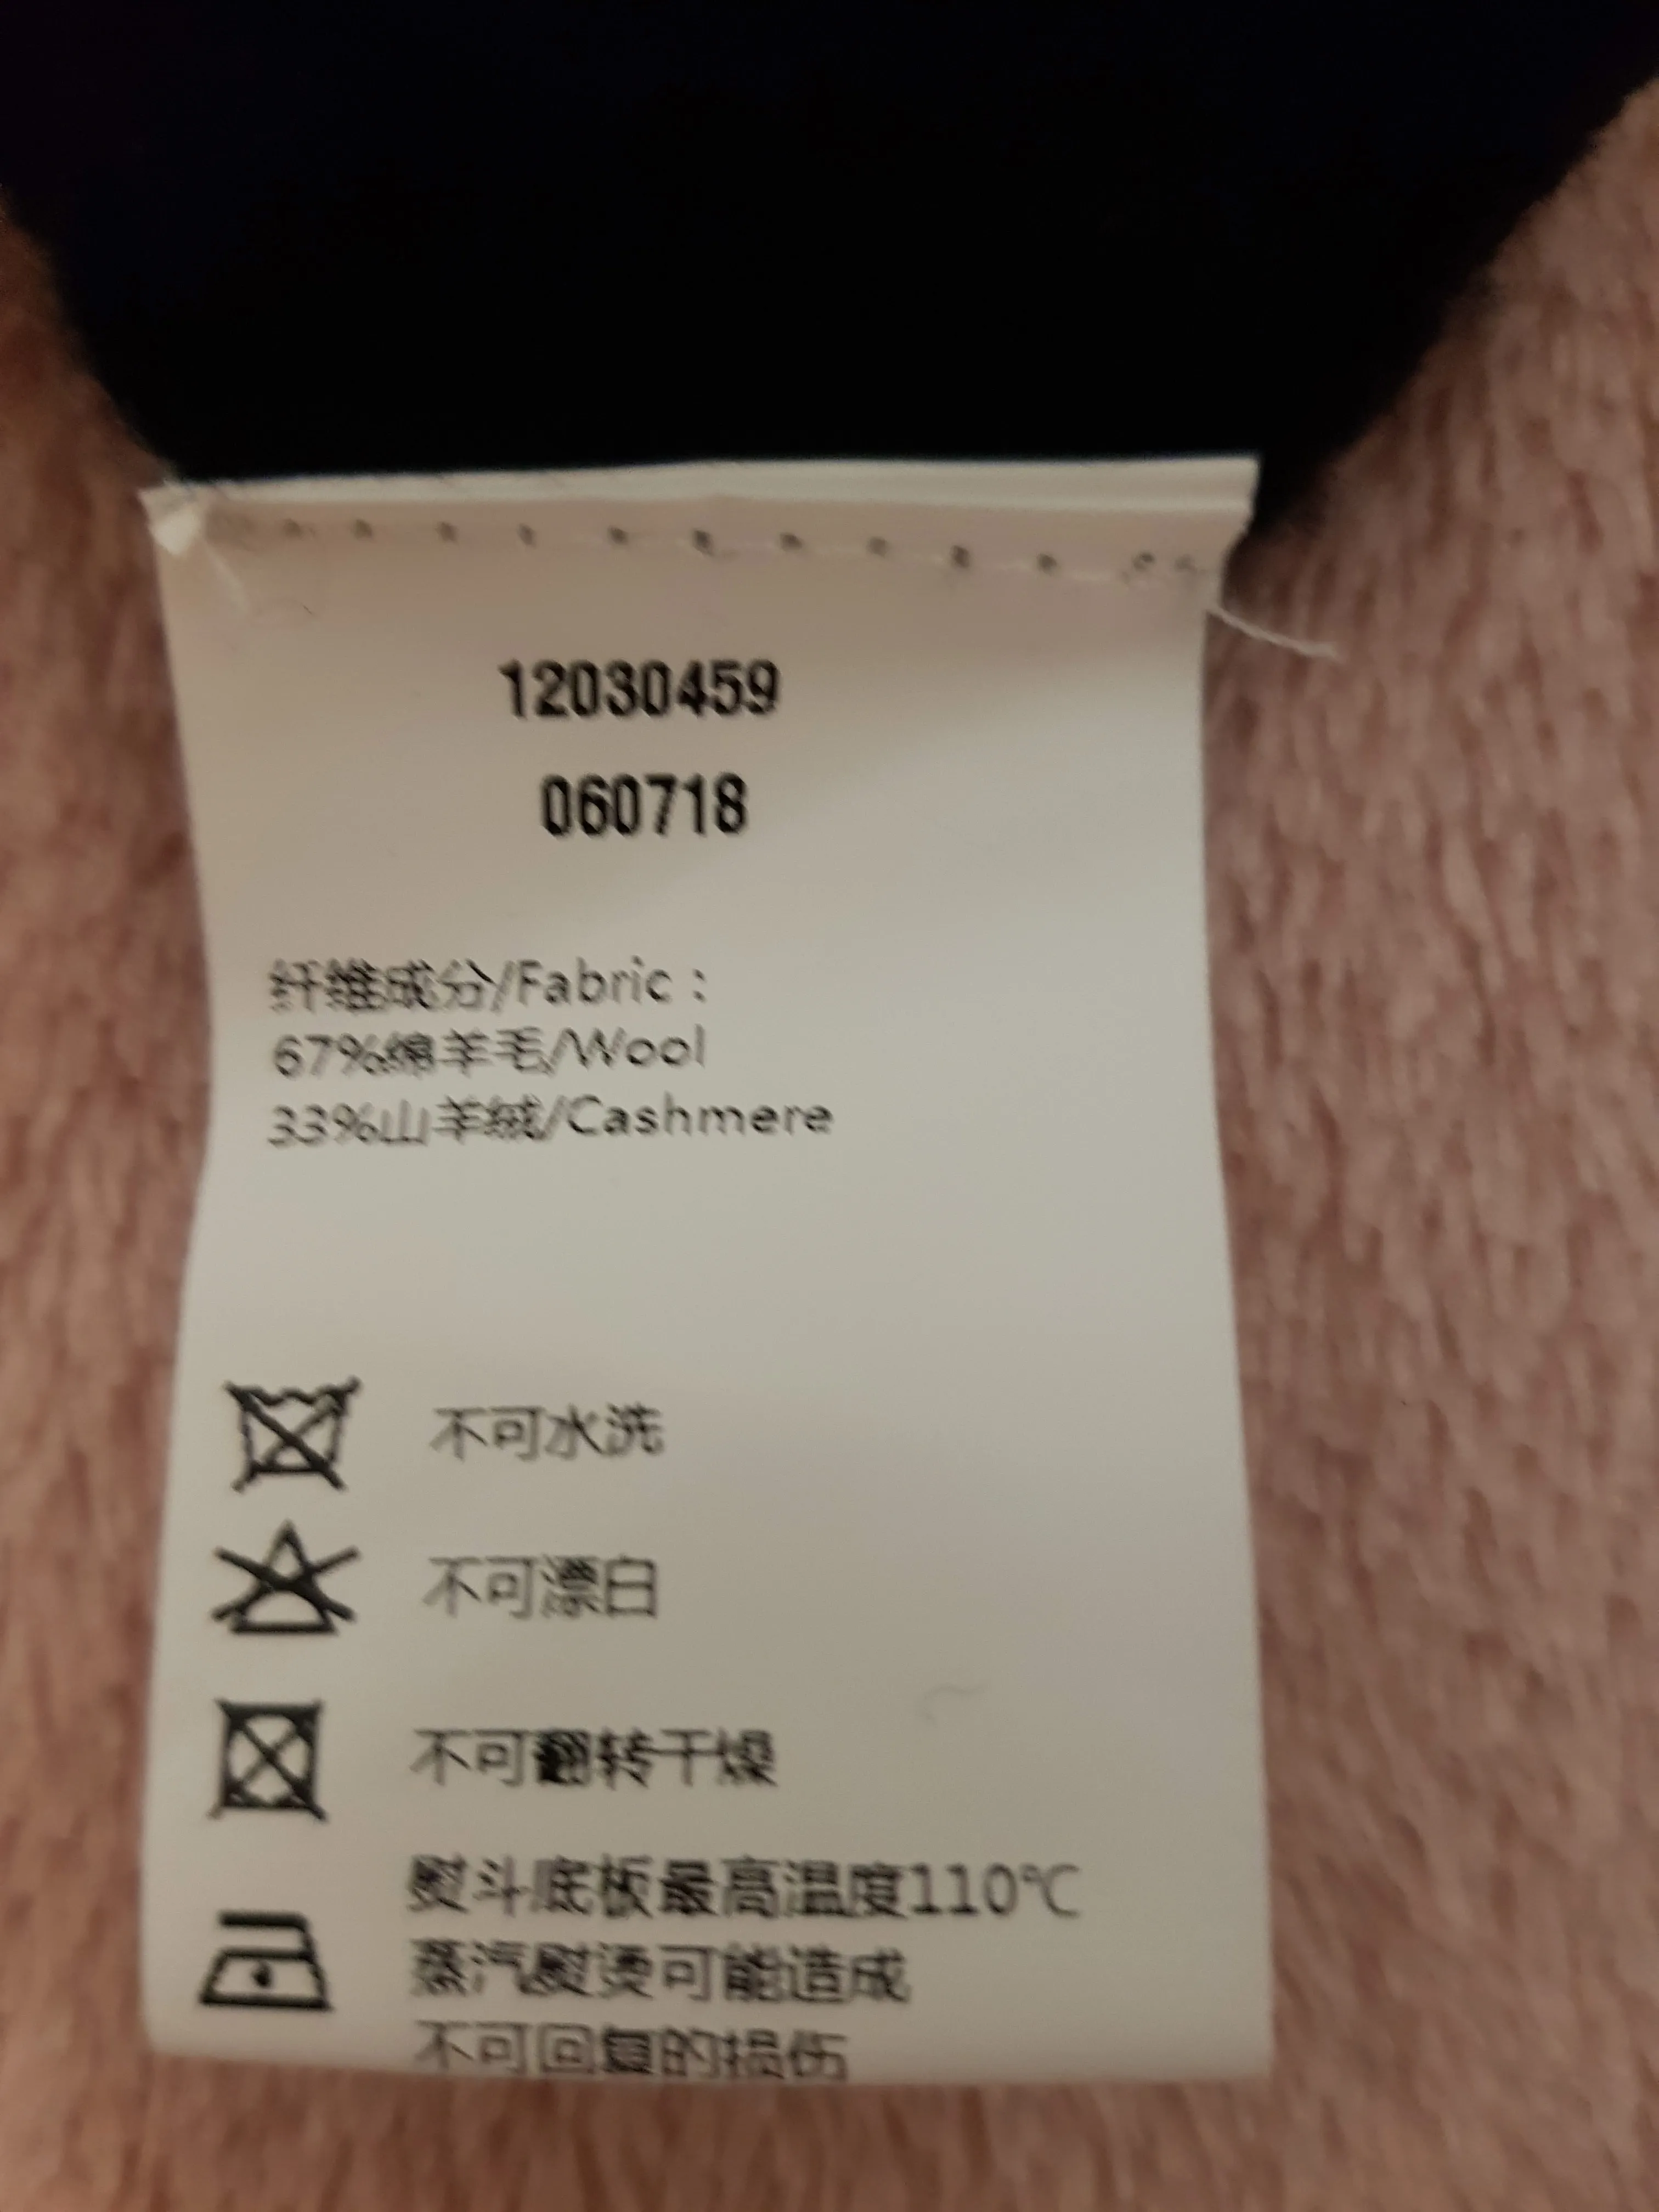 12030459
060718
纤维成分/Fabric：
67%绵羊毛/Wool
33%山羊绒/Cashmere
不可水洗
不可漂白
不可翻转干燥
熨斗底板最高温度110℃
蒸汽熨烫可能造成
不可回复的损伤